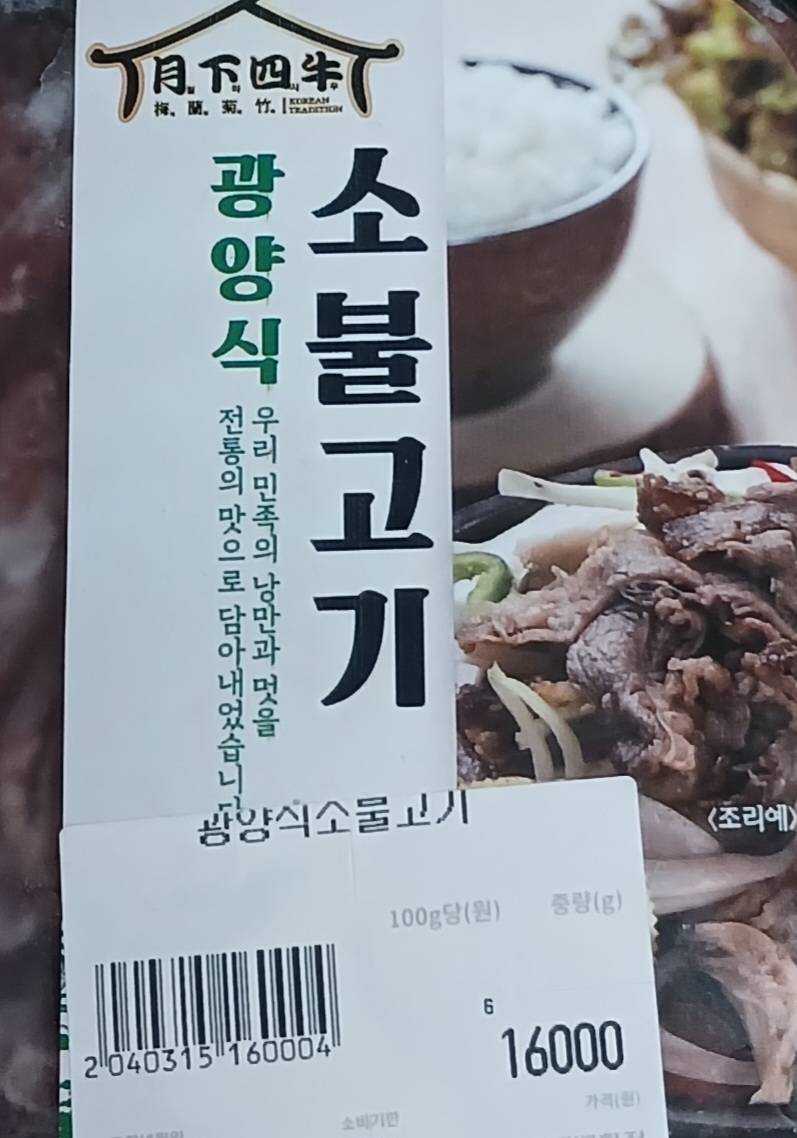 月下四牛
梅。蘭。菊。竹。 KOREAN TRADITION
소불고기
광양식
우리 민족의 낭만과 멋을
전통의 맛으로 담아내었습니다
〈조리예〉
광양식소불고기
100g당(원) 중량(g)
6
16000
2 040315 160004
가격(원)
소비기한